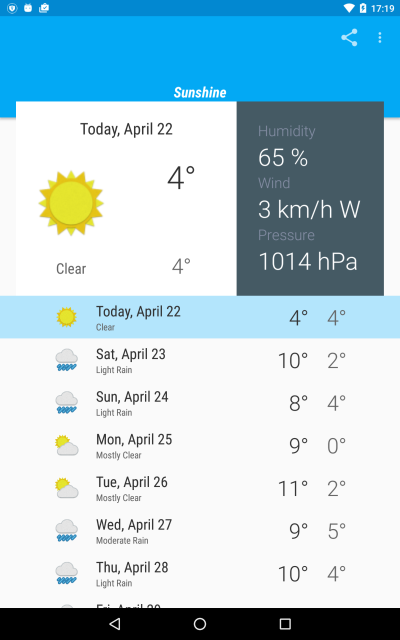 17:19
Sunshine
Today, April 22
4°
Clear
4°
Humidity
65 %
Wind
3 km/h W
Pressure
1014 hPa
Today, April 22
Clear
4° 4°
Sat, April 23
Light Rain
10° 2°
Sun, April 24
Light Rain
8° 4°
Mon, April 25
Mostly Clear
9° 0°
Tue, April 26
Mostly Clear
11° 2°
Wed, April 27
Moderate Rain
9° 5°
Thu, April 28
Light Rain
10° 4°
Fri, April 29